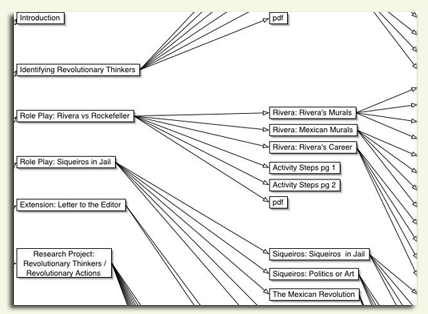 Introduction
pdf
Identifying Revolutionary Thinkers
Role Play: Rivera vs Rockefeller
Rivera: Rivera's Murals
Rivera: Mexican Murals
Rivera: Rivera's Career
Activity Steps pg 1
Activity Steps pg 2
pdf
Role Play: Siqueiros in Jail
Extension: Letter to the Editor
Research Project:
Revolutionary Thinkers /
Revolutionary Actions
Siqueiros: Siqueiros in Jail
Siqueiros: Politics or Art
The Mexican Revolution